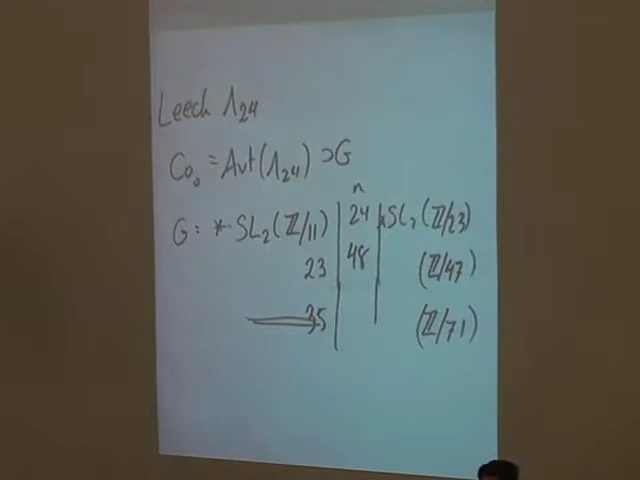 Leech Λ24
Co₀ = Aut(Λ24) ⊃ G
n
G: * SL₂(ℤ/11) | 24 | SL₂(ℤ/23)
23 | 48 | (ℤ/47)
35 | (ℤ/71)